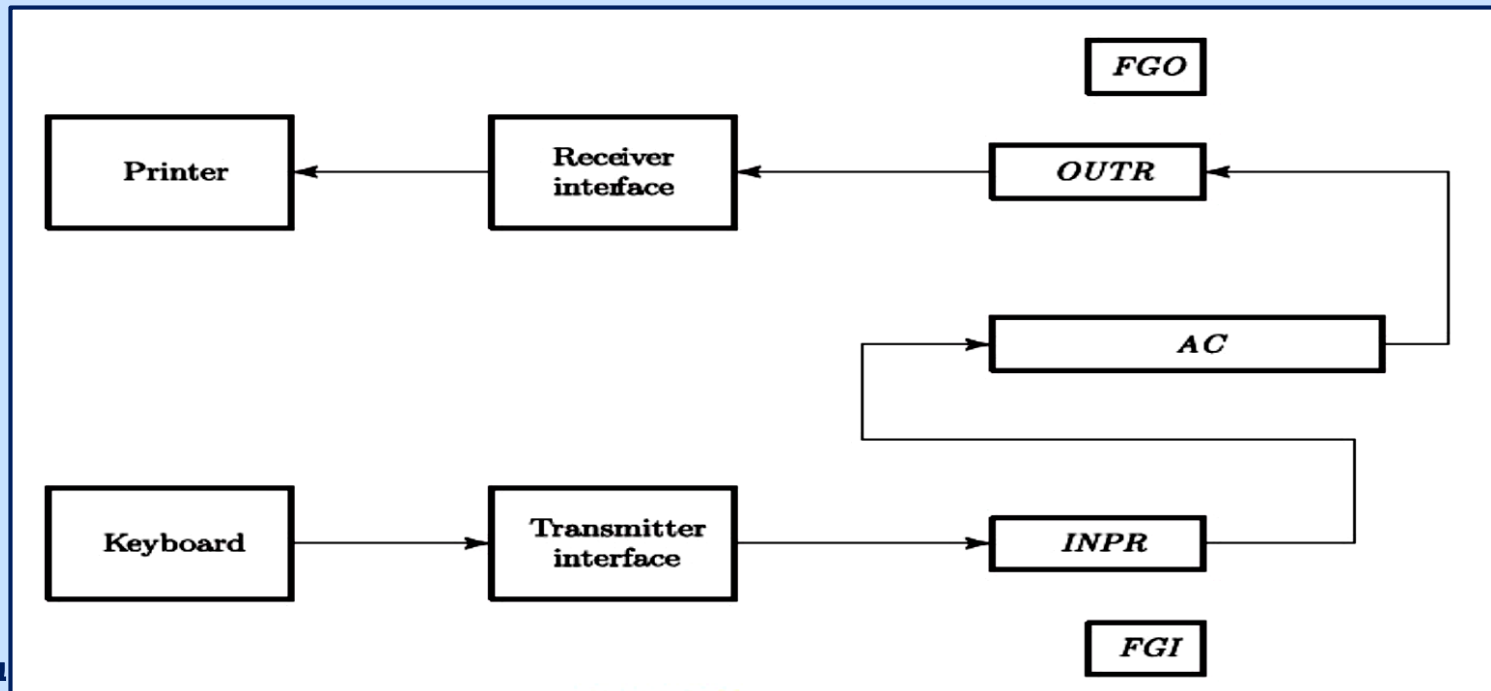 FGO
Printer
Receiver
interface
OUTR
AC
Keyboard
Transmitter
interface
INPR
FGI